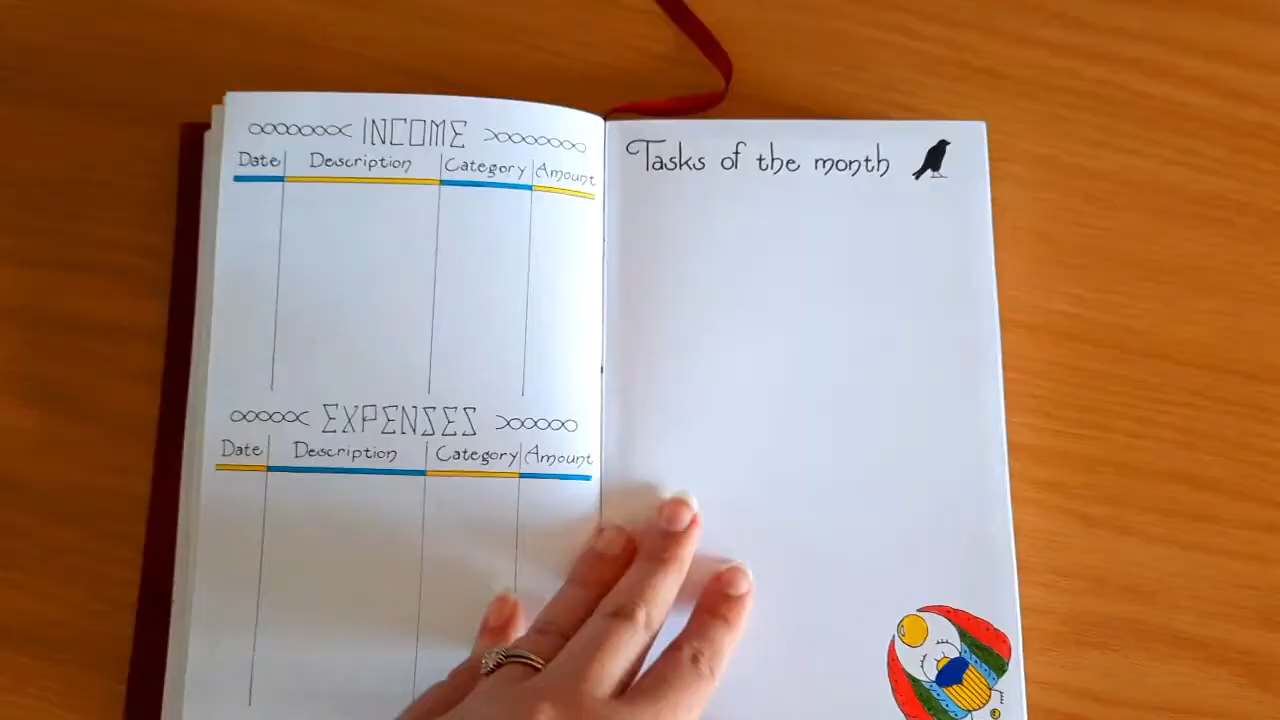 INCOME
Date Description Category Amount
EXPENSES
Date Description Category Amount
Tasks of the month